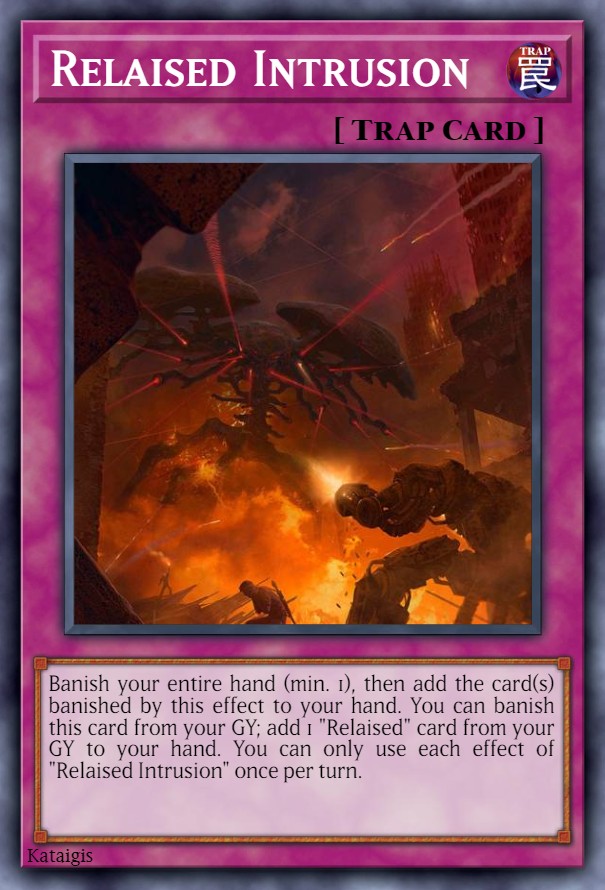 Relaised Intrusion
TRAP
罠
[ Trap Card ]
Banish your entire hand (min. 1), then add the card(s)
banished by this effect to your hand. You can banish
this card from your GY; add 1 "Relaised" card from your
GY to your hand. You can only use each effect of
"Relaised Intrusion" once per turn.
Kataigis